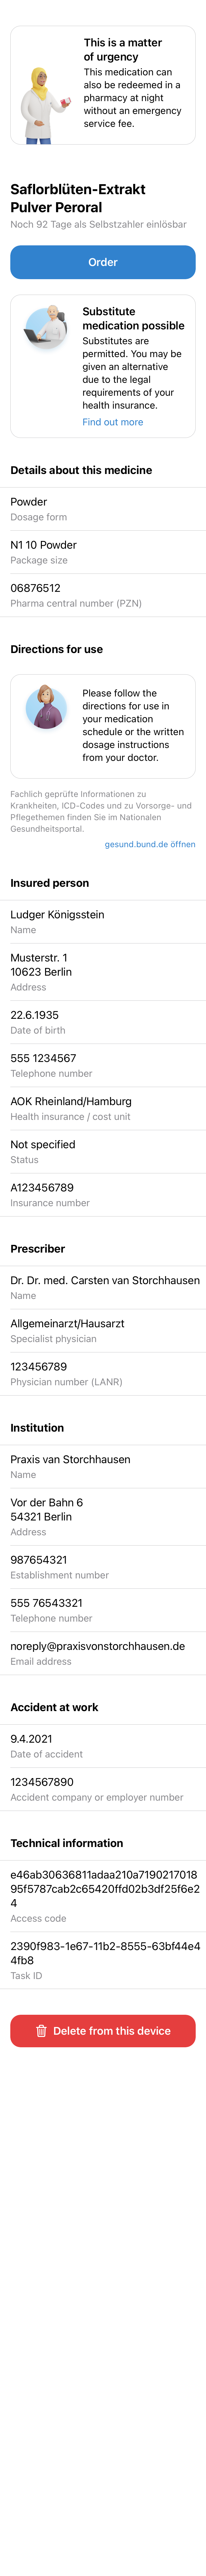 This is a matter
of urgency
This medication can
also be redeemed in a
pharmacy at night
without an emergency
service fee.
Saflorblüten-Extrakt
Pulver Peroral
Noch 92 Tage als Selbstzahler einlösbar
Order
Substitute
medication possible
Substitutes are
permitted. You may be
given an alternative
due to the legal
requirements of your
health insurance.
Find out more
Details about this medicine
Powder
Dosage form
N1 10 Powder
Package size
06876512
Pharma central number (PZN)
Directions for use
Please follow the
directions for use in
your medication
schedule or the written
dosage instructions
from your doctor.
Fachlich geprüfte Informationen zu
Krankheiten, ICD-Codes und zu Vorsorge- und
Pflegethemen finden Sie im Nationalen
Gesundheitsportal.
gesund.bund.de öffnen
Insured person
Ludger Königsstein
Name
Musterstr. 1
10623 Berlin
Address
22.6.1935
Date of birth
555 1234567
Telephone number
AOK Rheinland/Hamburg
Health insurance / cost unit
Not specified
Status
A123456789
Insurance number
Prescriber
Dr. Dr. med. Carsten van Storchhausen
Name
Allgemeinarzt/Hausarzt
Specialist physician
123456789
Physician number (LANR)
Institution
Praxis van Storchhausen
Name
Vor der Bahn 6
54321 Berlin
Address
987654321
Establishment number
555 76543321
Telephone number
noreply@praxisvonstorchhausen.de
Email address
Accident at work
9.4.2021
Date of accident
1234567890
Accident company or employer number
Technical information
e46ab30636811adaa210a7190217018
95f5787cab2c65420ffd02b3df25f6e2
4
Access code
2390f983-1e67-11b2-8555-63bf44e4
4fb8
Task ID
Delete from this device